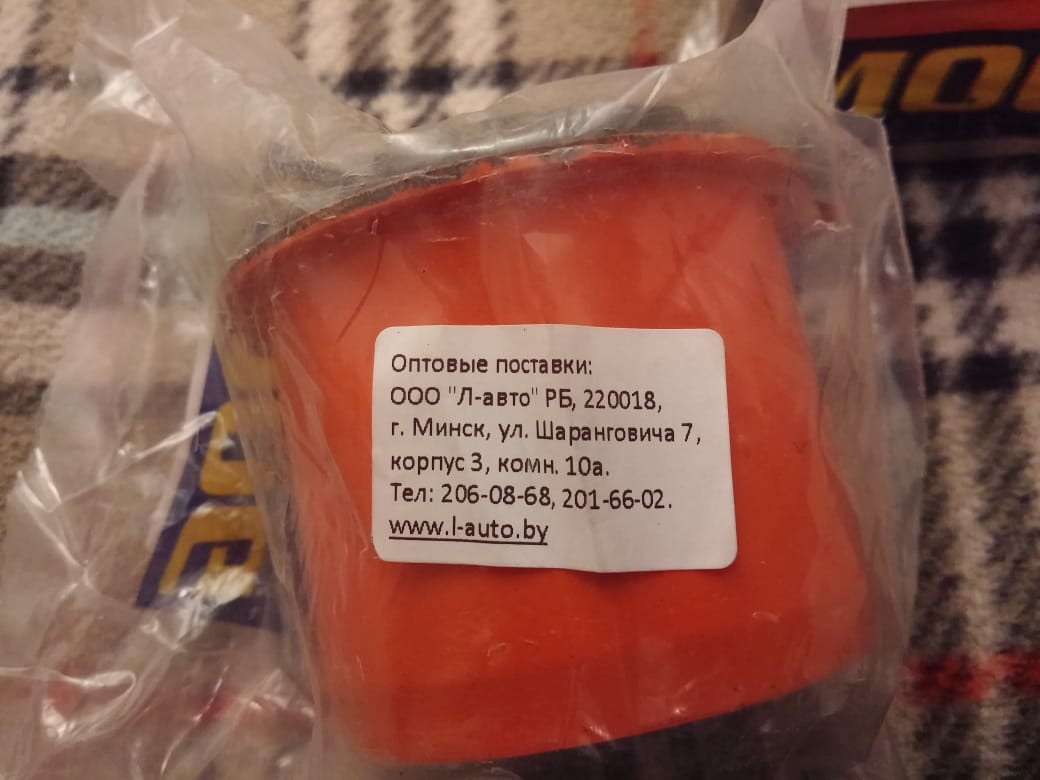 Оптовые поставки:
ООО "Л-авто" РБ, 220018,
г. Минск, ул. Шаранговича 7,
корпус 3, комн. 10а.
Тел: 206-08-68, 201-66-02.
www.l-auto.by